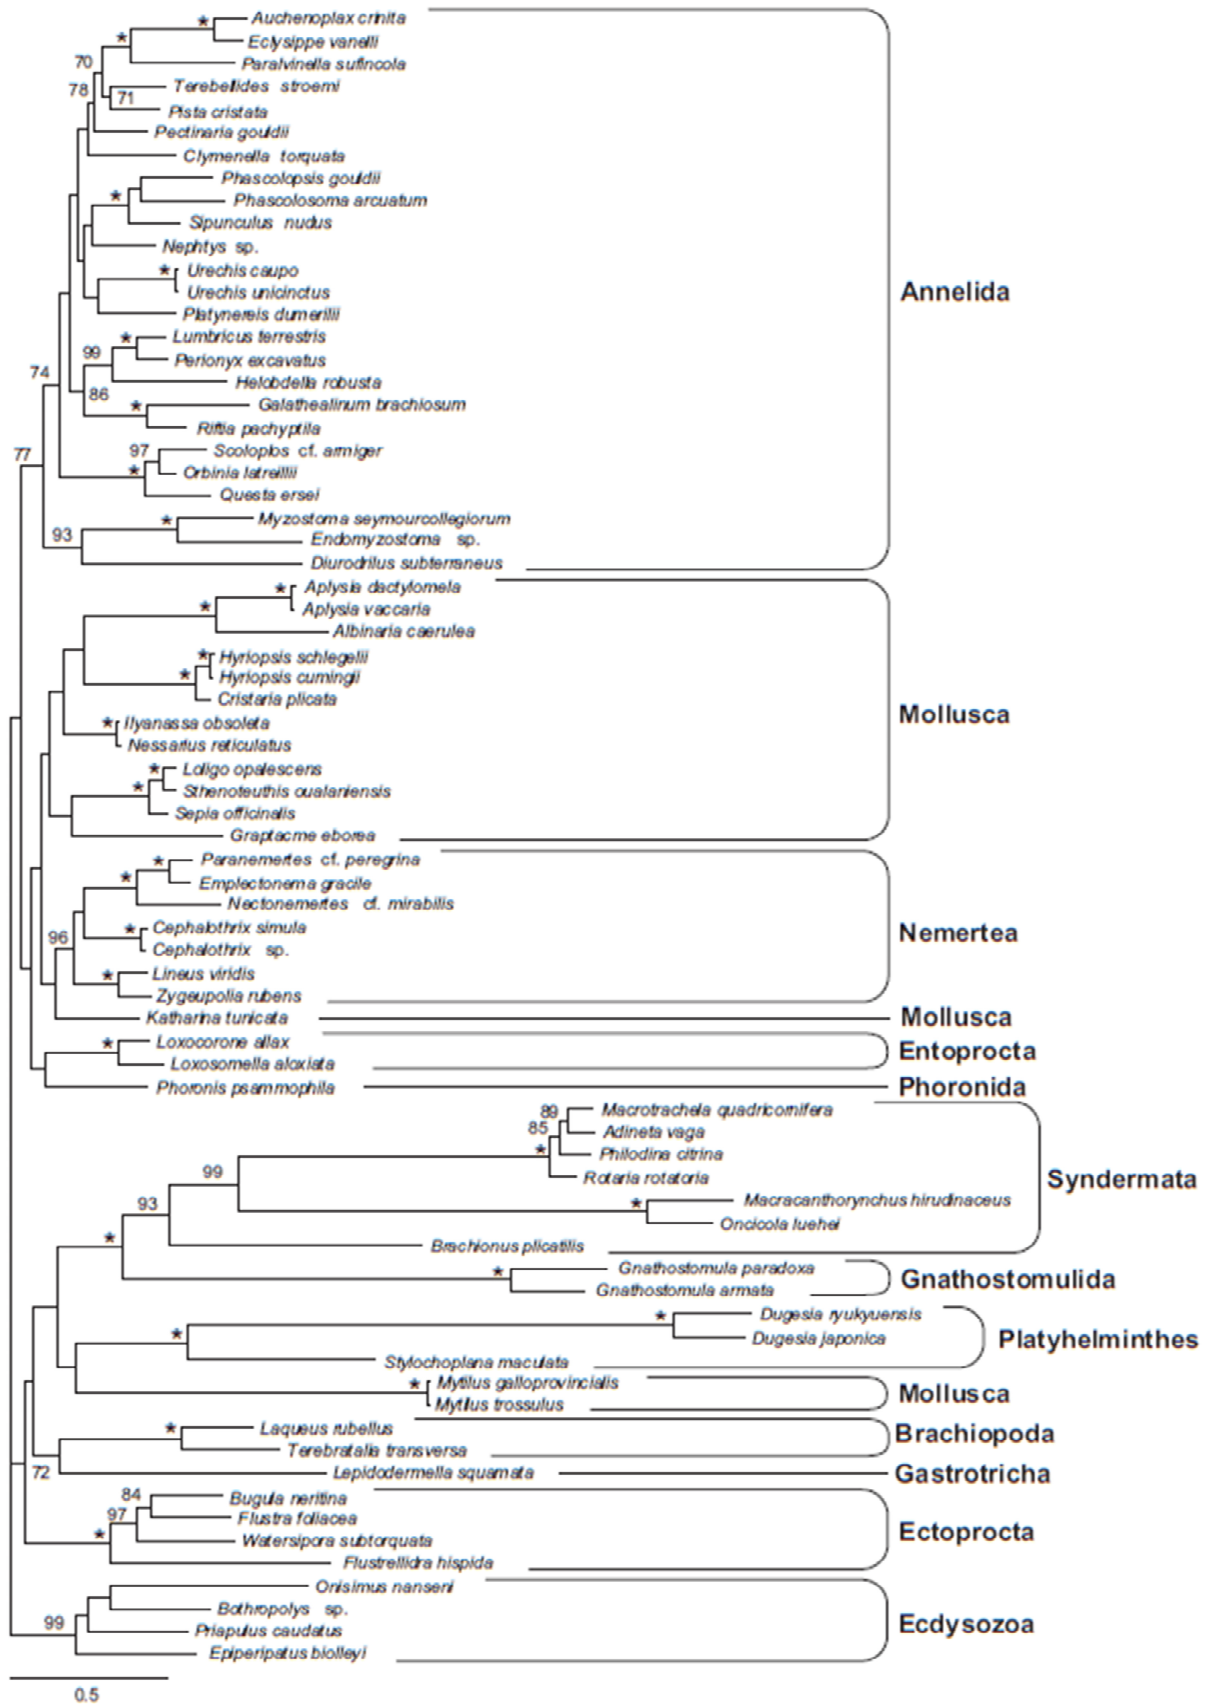 * Auchenoplax crinita
* Eclysippe vanelli
70 Paralvinella sulfincola
78 Terebellides stroemi
71 Pista cristata
Pectinaria gouldii
Clymenella torquata
Phascolopsis gouldii
* Phascolosoma arcuatum
Sipunculus nudus
Nephtys sp.
* Urechis caupo
Annelida
Urechis unicinctus
Platynereis dumerilii
* Lumbricus terrestris
99 Perionyx excavatus
74 Helobdella robusta
86
* Galathealinum brachiosum
Riftia pachyptila
77 97 Scoloplos cf. armiger
* Orbinia latreillii
Questa ersei
* Myzostoma seymourcollegiorum
93 Endomyzostoma sp.
Diurodrilus subterraneus
* Aplysia dactylomela
* Aplysia vaccaria
Albinaria caerulea
* Hyriopsis schlegelii
* Hyriopsis cumingii
Cristaria plicata
Mollusca
* Ilyanassa obsoleta
Nassarius reticulatus
* Loligo opalescens
* Sthenoteuthis oualaniensis
Sepia officinalis
Graptacme eborea
* Paranemertes cf. peregrina
* Emplectonema gracile
Nectonemertes cf. mirabilis
* Cephalothrix simula
96 Nemertea
Cephalothrix sp.
* Lineus viridis
Zygeupolia rubens
Katharina tunicata Mollusca
* Loxocorone allax
Entoprocta
Loxosomella aloxiata
Phoronis psammophila Phoronida
89 Macrotrachela quadricornifera
85 Adineta vaga
* Philodina citrina
99 Rotaria rotatoria Syndermata
93 * Macracanthorynchus hirudinaceus
Oncicola luehei
* Brachionus plicatilis
* Gnathostomula paradoxa
Gnathostomulida
Gnathostomula armata
* Dugesia ryukyuensis
* Dugesia japonica Platyhelminthes
Stylochoplana maculata
* Mytilus galloprovincialis
Mollusca
Mytilus trossulus
* Laqueus rubellus
Brachiopoda
Terebratalia transversa
72 Lepidodermella squamata Gastrotricha
84 Bugula neritina
97 Flustra foliacea
* Watersipora subtorquata Ectoprocta
Flustrellidra hispida
Onisimus nanseni
Bothropolys sp.
99 Priapulus caudatus Ecdysozoa
Epiperipatus biolleyi
0.5